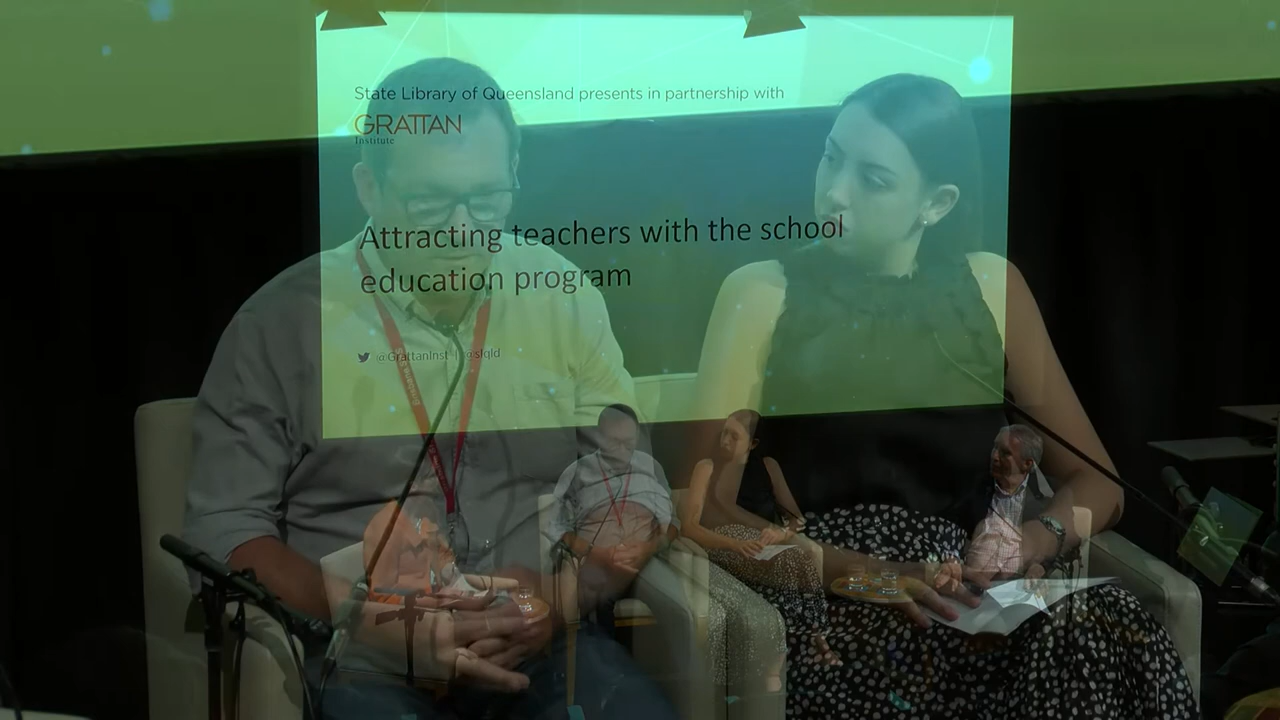 State Library of Queensland presents in partnership with
GRATTAN
Institute
Attracting teachers with the school
education program
@GrattanInst | @slqld